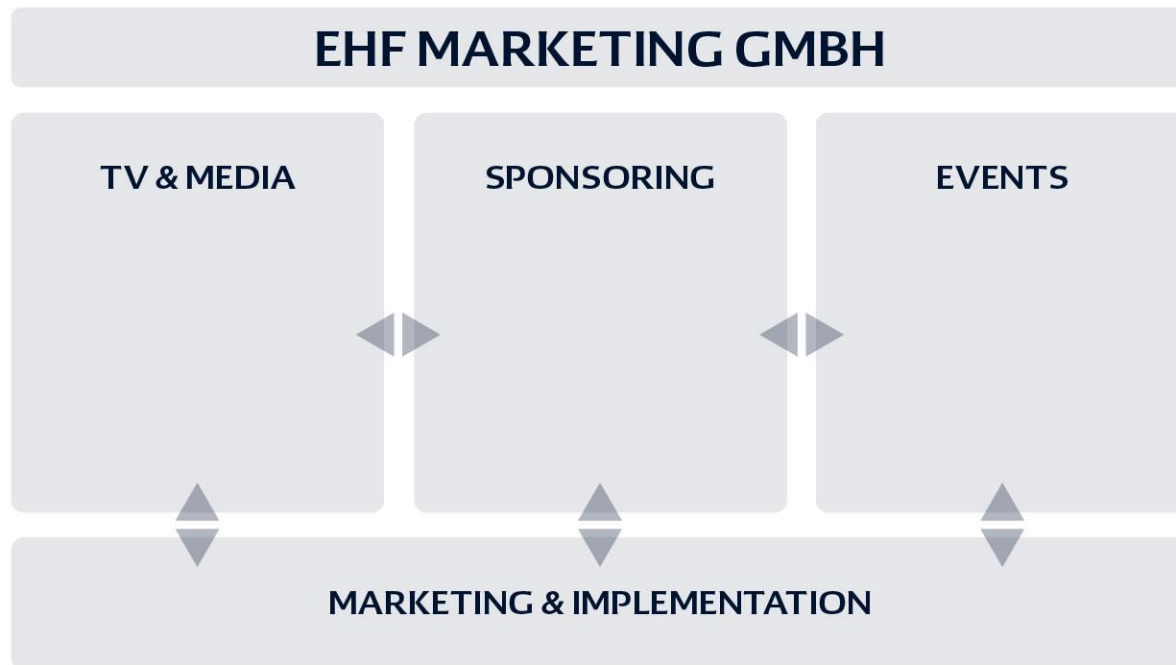 EHF MARKETING GMBH
TV & MEDIA
SPONSORING
EVENTS
MARKETING & IMPLEMENTATION